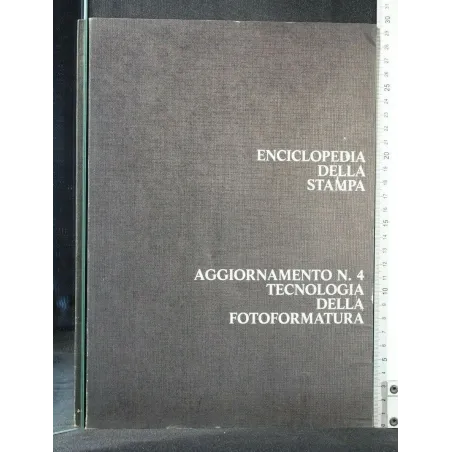 ENCICLOPEDIA
DELLA
STAMPA
AGGIORNAMENTO N. 4
TECNOLOGIA
DELLA
FOTOFORMATURA